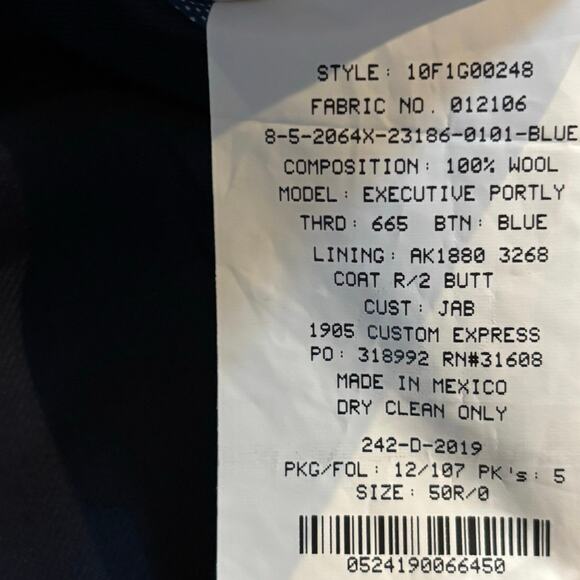 STYLE: 10F1G00248
FABRIC NO. 012106
8-5-2064X-23186-0101-BLUE
COMPOSITION: 100% WOOL
MODEL: EXECUTIVE PORTLY
THRD: 665 BTN: BLUE
LINING: AK1880 3268
COAT R/2 BUTT
CUST: JAB
1905 CUSTOM EXPRESS
PO: 318992 RN#31608
MADE IN MEXICO
DRY CLEAN ONLY
242-D-2019
PKG/FOL: 12/107 PK's: 5
SIZE: 50R/0
0524190066450